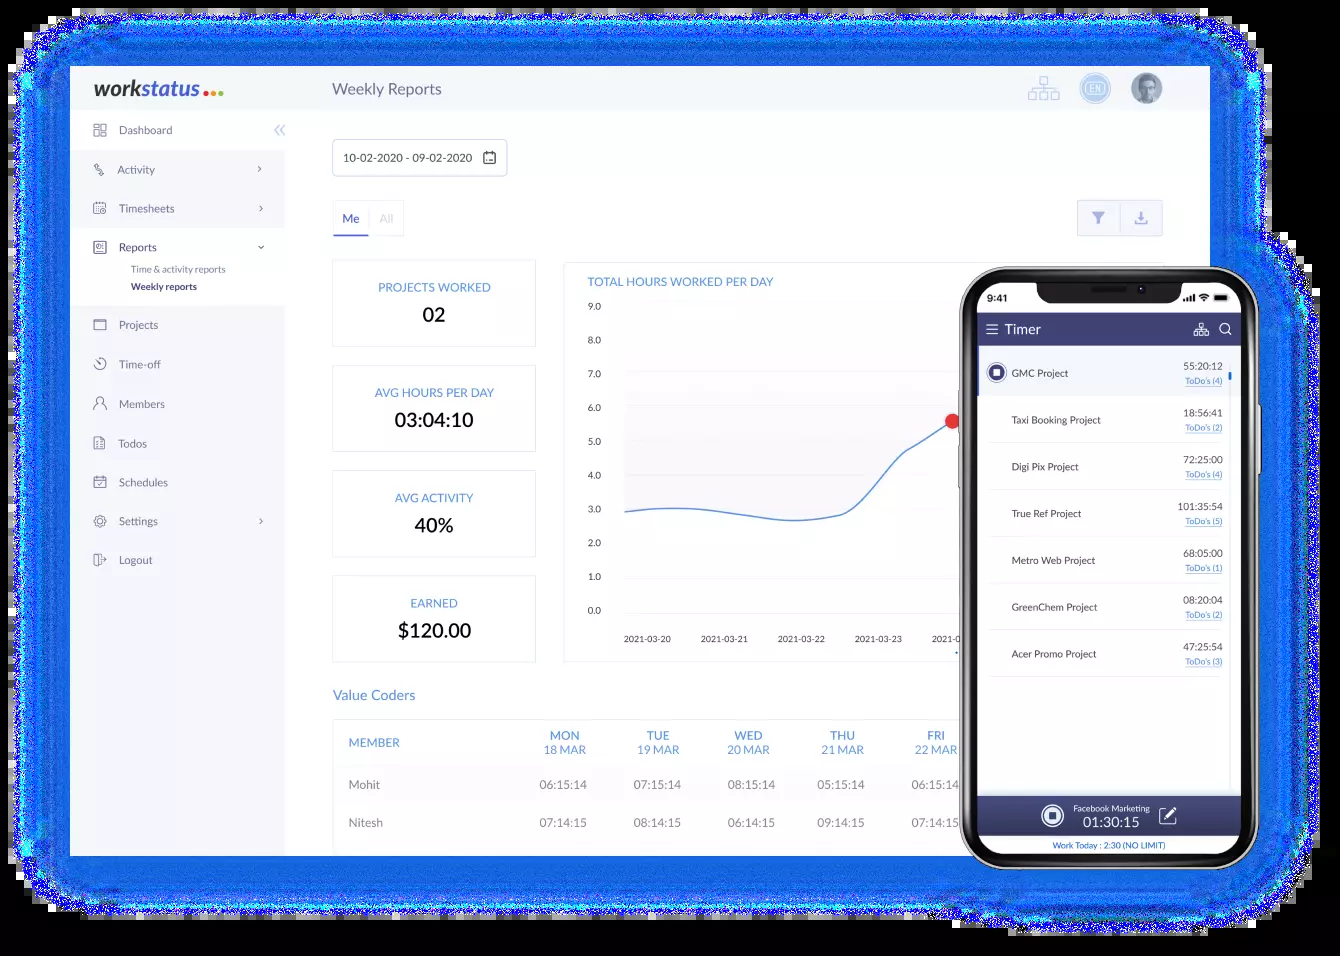 workstatus
Weekly Reports
EN
Dashboard
Activity
Timesheets
Reports
Time & activity reports
Weekly reports
Projects
Time-off
Members
Todos
Schedules
Settings
Logout
10-02-2020 - 09-02-2020
Me All
PROJECTS WORKED
02
AVG HOURS PER DAY
03:04:10
AVG ACTIVITY
40%
EARNED
$120.00
TOTAL HOURS WORKED PER DAY
9.0
8.0
7.0
6.0
5.0
4.0
3.0
2.0
1.0
0.0
2021-03-20 2021-03-21 2021-03-22 2021-03-23 2021-0
Value Coders
MEMBER MON TUE WED THU FRI
18 MAR 19 MAR 20 MAR 21 MAR 22 MAR
Mohit 06:15:14 07:15:14 08:15:14 05:15:14 06:15:14
Nitesh 07:14:15 08:14:15 06:14:15 09:14:15 07:14:15
9:41
Timer
GMC Project 55:20:12
ToDo's (4)
Taxi Booking Project 18:56:41
ToDo's (2)
Digi Pix Project 72:25:00
ToDo's (4)
True Ref Project 101:35:54
ToDo's (5)
Metro Web Project 68:05:00
ToDo's (1)
GreenChem Project 08:20:04
ToDo's (2)
Acer Promo Project 47:25:54
ToDo's (3)
Facebook Marketing
01:30:15
Work Today : 2:30 (NO LIMIT)